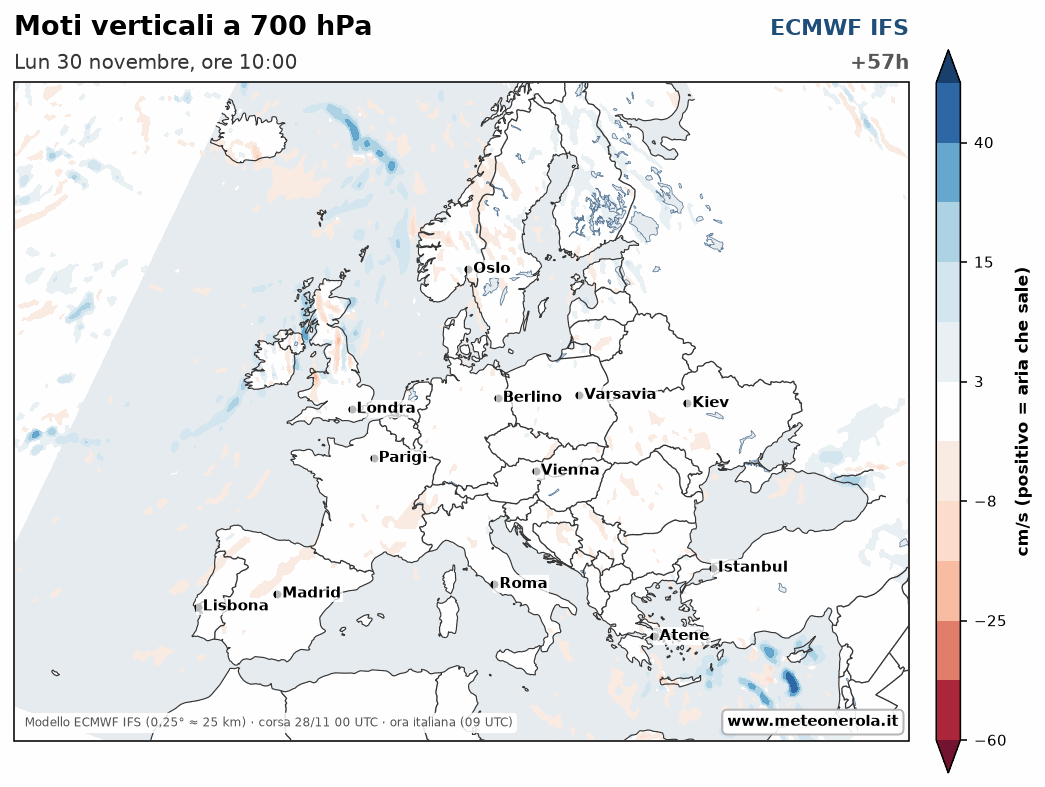 Moti verticali a 700 hPa
ECMWF IFS
Lun 30 novembre, ore 10:00
+57h
40
15
3
−8
−25
−60
cm/s (positivo = aria che sale)
Oslo
Berlino
Varsavia
Kiev
Londra
Parigi
Vienna
Istanbul
Roma
Madrid
Lisbona
Atene
Modello ECMWF IFS (0,25° ≈ 25 km) · corsa 28/11 00 UTC · ora italiana (09 UTC)
www.meteonerola.it